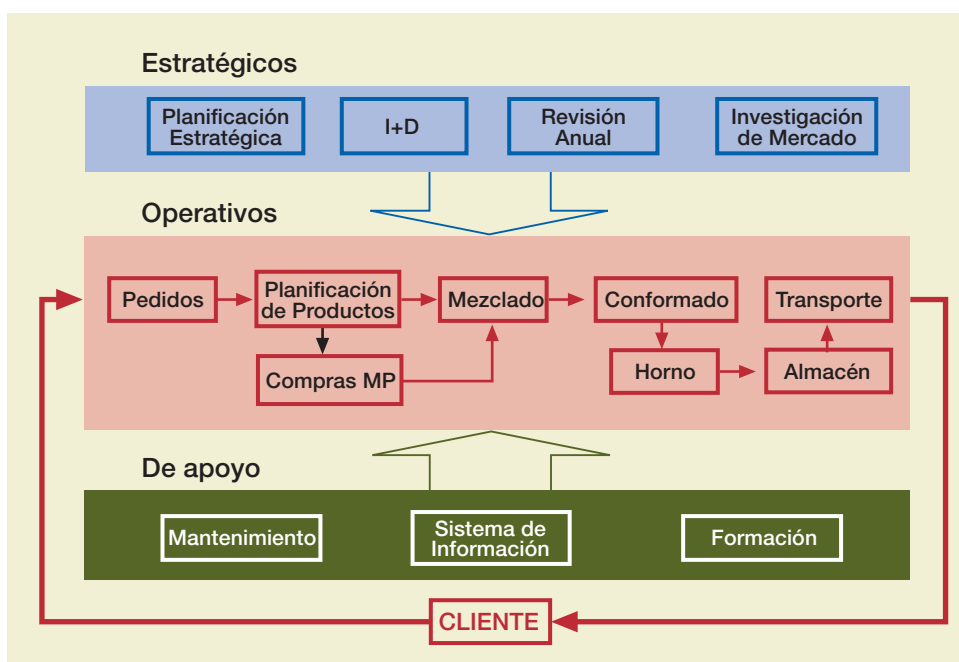 Estratégicos
Planificación
Estratégica
I+D
Revisión
Anual
Investigación
de Mercado
Operativos
Pedidos
Planificación
de Productos
Mezclado
Conformado
Transporte
Compras MP
Horno
Almacén
De apoyo
Mantenimiento
Sistema de
Información
Formación
CLIENTE